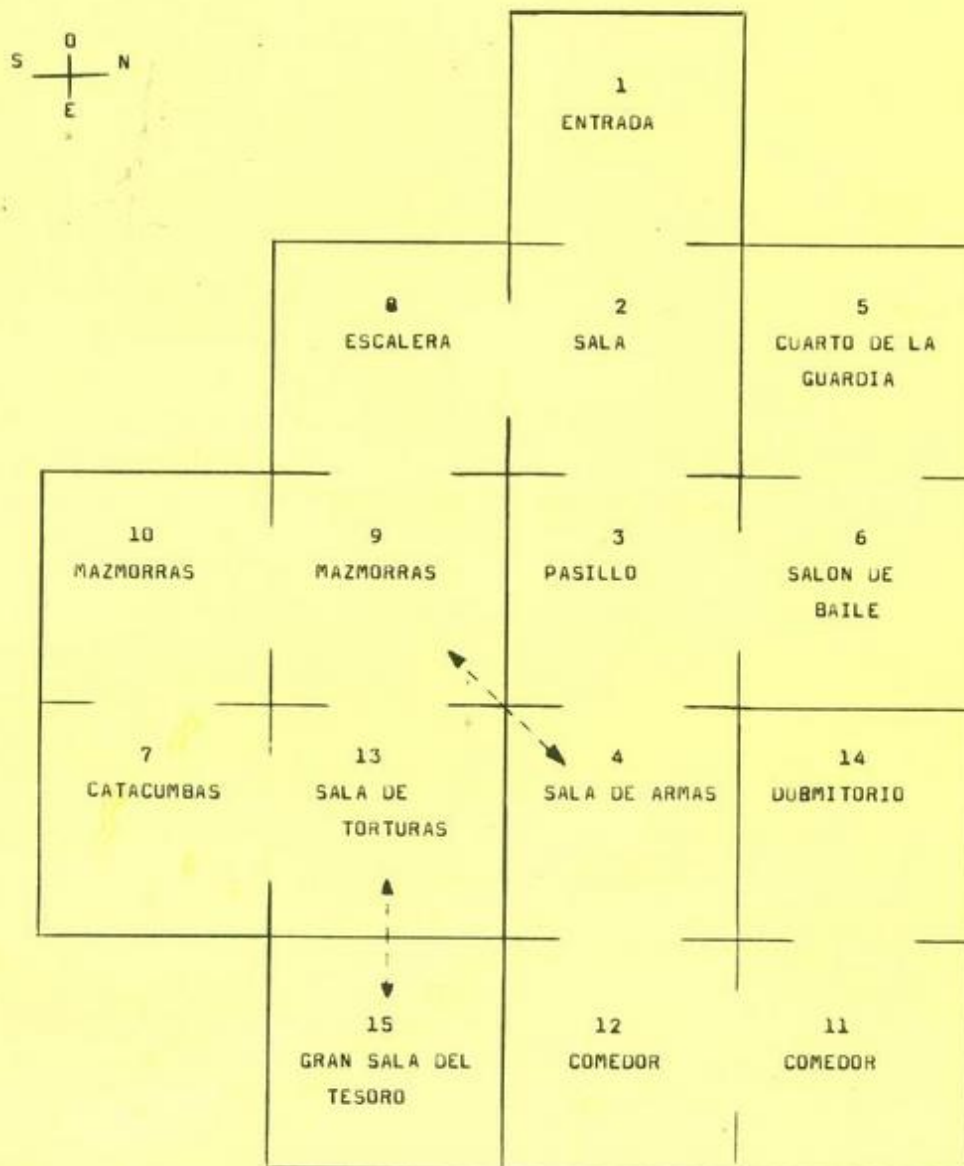 O
S N
E
1
ENTRADA
8
ESCALERA
2
SALA
5
CUARTO DE LA
GUARDIA
10
MAZMORRAS
9
MAZMORRAS
3
PASILLO
6
SALON DE
BAILE
7
CATACUMBAS
13
SALA DE
TORTURAS
4
SALA DE ARMAS
14
DUBMITORIO
15
GRAN SALA DEL
TESORO
12
COMEDOR
11
COMEDOR